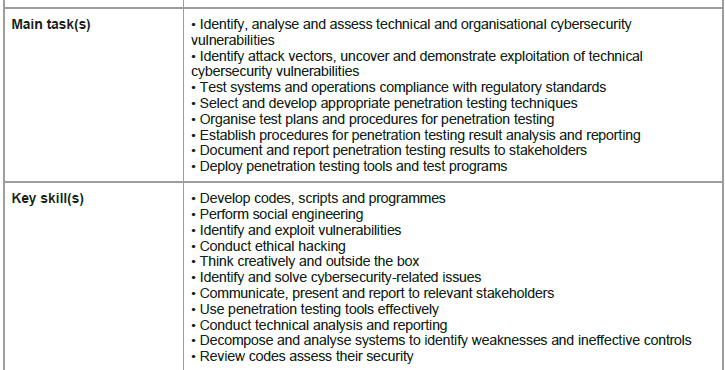 Main task(s)
• Identify, analyse and assess technical and organisational cybersecurity
vulnerabilities
• Identify attack vectors, uncover and demonstrate exploitation of technical
cybersecurity vulnerabilities
• Test systems and operations compliance with regulatory standards
• Select and develop appropriate penetration testing techniques
• Organise test plans and procedures for penetration testing
• Establish procedures for penetration testing result analysis and reporting
• Document and report penetration testing results to stakeholders
• Deploy penetration testing tools and test programs
Key skill(s)
• Develop codes, scripts and programmes
• Perform social engineering
• Identify and exploit vulnerabilities
• Conduct ethical hacking
• Think creatively and outside the box
• Identify and solve cybersecurity-related issues
• Communicate, present and report to relevant stakeholders
• Use penetration testing tools effectively
• Conduct technical analysis and reporting
• Decompose and analyse systems to identify weaknesses and ineffective controls
• Review codes assess their security